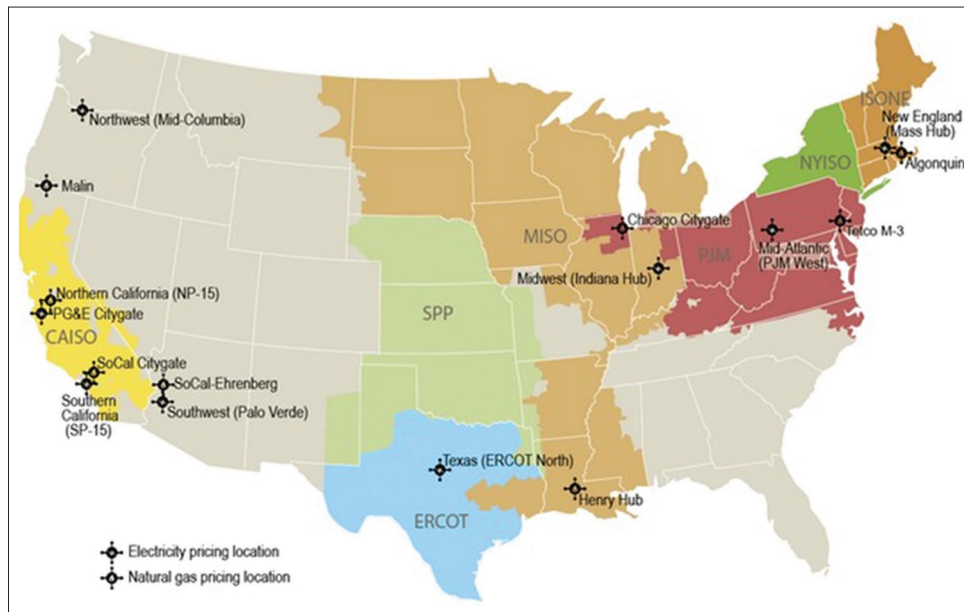 ISONE
New England
(Mass Hub)
Algonquin
NYISO
Northwest (Mid-Columbia)
Malin
Chicago Citygate
Tetco M-3
MISO
PJM
Mid-Atlantic
(PJM West)
Midwest (Indiana Hub)
Northern California (NP-15)
PG&E Citygate
CAISO
SPP
SoCal Citygate
SoCal-Ehrenberg
Southern
California
(SP-15)
Southwest (Palo Verde)
Texas (ERCOT North)
Henry Hub
ERCOT
Electricity pricing location
Natural gas pricing location